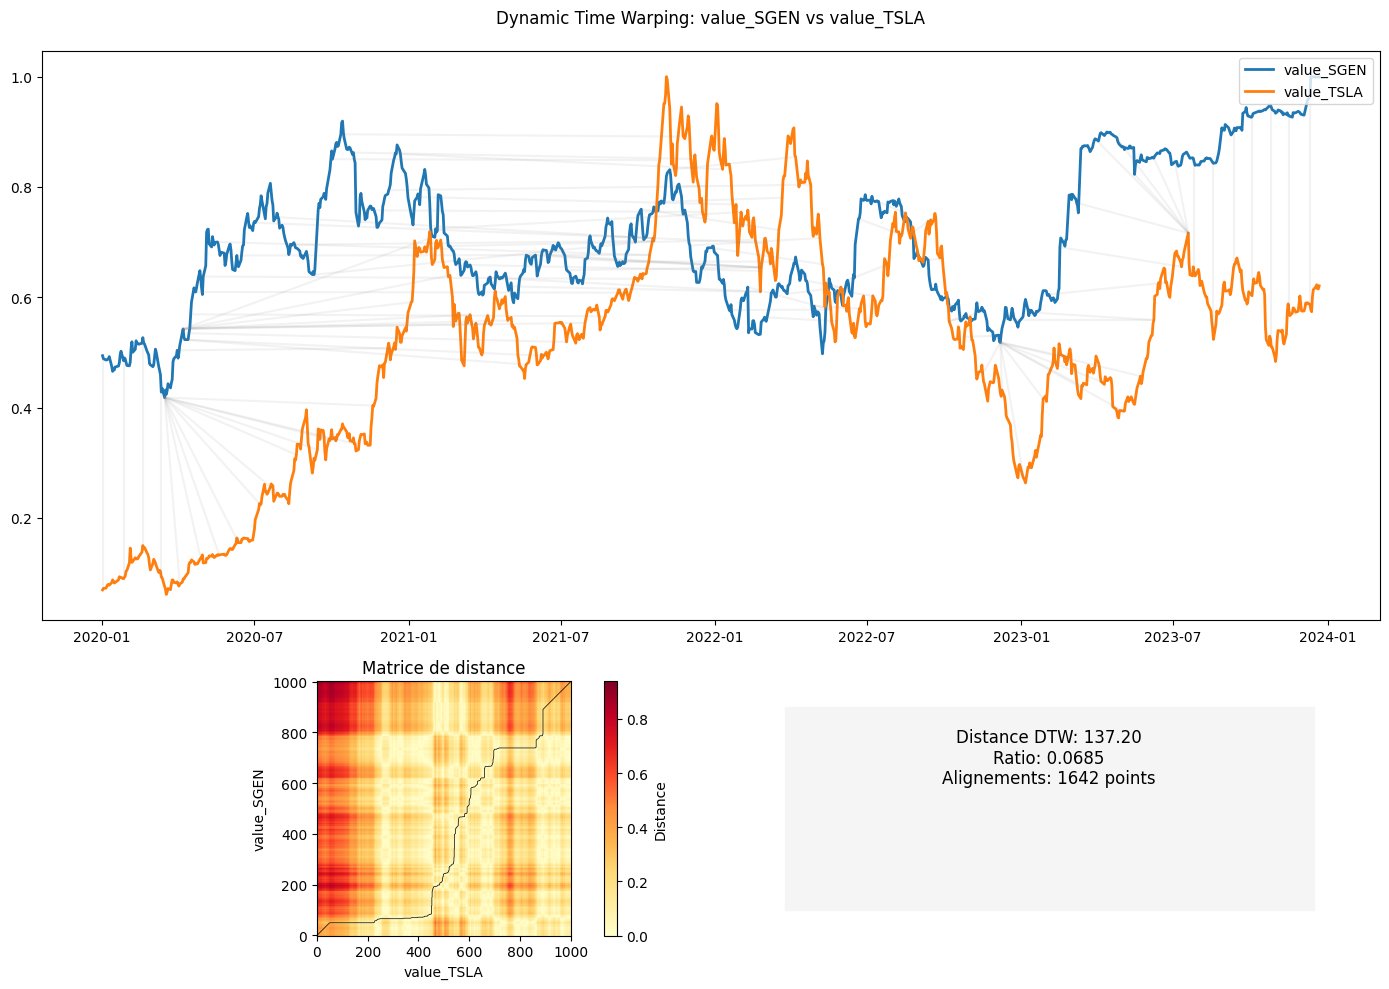 Dynamic Time Warping: value_SGEN vs value_TSLA
value_SGEN
value_TSLA
1.0
0.8
0.6
0.4
0.2
2020-01 2020-07 2021-01 2021-07 2022-01 2022-07 2023-01 2023-07 2024-01
Matrice de distance
1000
800
600
400
200
0
value_SGEN
0 200 400 600 800 1000
value_TSLA
0.8
0.6
0.4
0.2
0.0
Distance
Distance DTW: 137.20
Ratio: 0.0685
Alignements: 1642 points